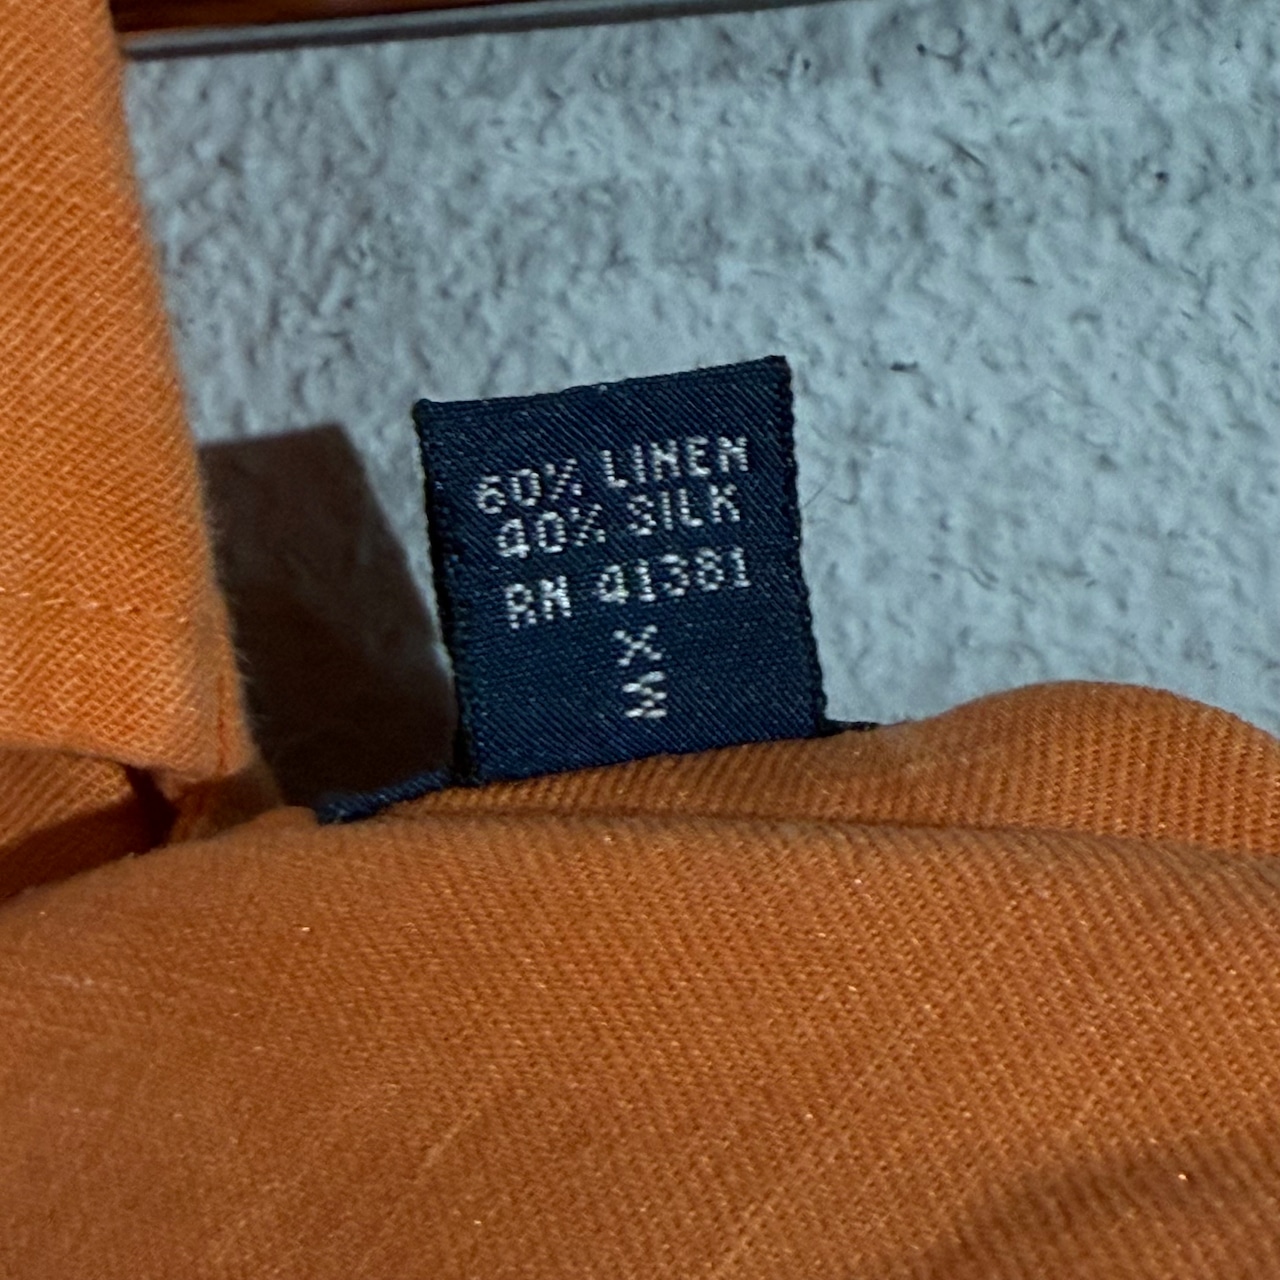 60% LINEN
40% SILK
RN 41381
X
M